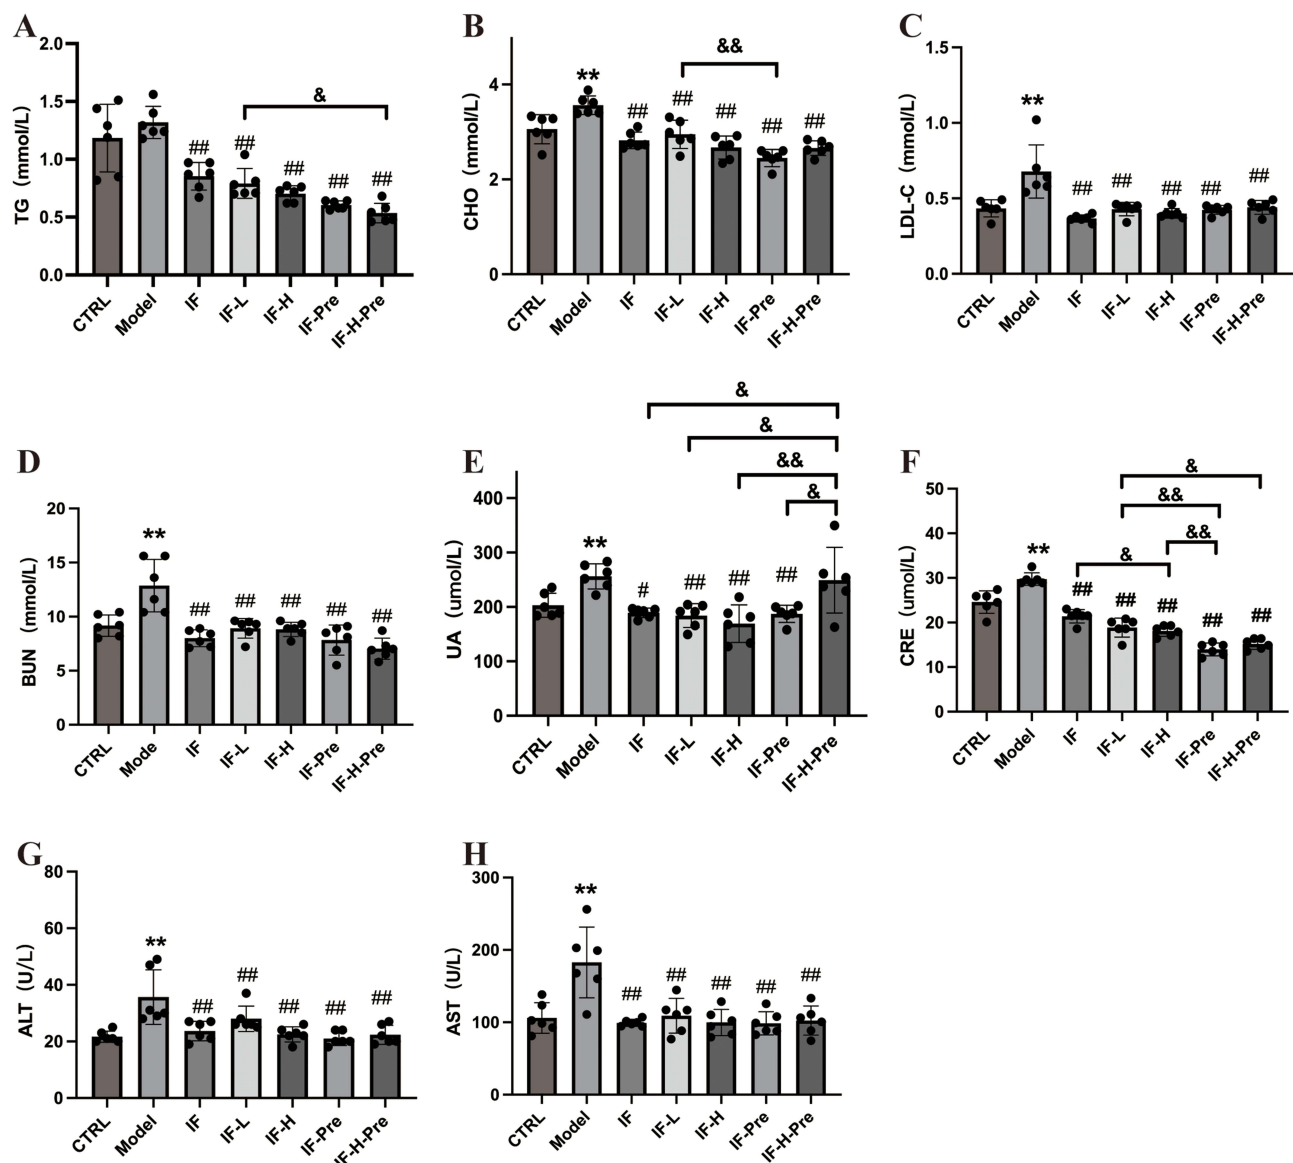 A
TG (mmol/L)
2.0
1.5
1.0
0.5
0.0
&
## ## ## ## ##
CTRL Model IF IF-L IF-H IF-Pre IF-H-Pre
B
CHO (mmol/L)
4
2
0
&&
** ## ## ## ## ##
CTRL Model IF IF-L IF-H IF-Pre IF-H-Pre
C
LDL-C (mmol/L)
1.5
1.0
0.5
0.0
** ## ## ## ## ##
CTRL Model IF IF-L IF-H IF-Pre IF-H-Pre
D
BUN (mmol/L)
20
15
10
5
0
** ## ## ## ## ##
CTRL Mode IF IF-L IF-H IF-Pre IF-H-Pre
E
UA (umol/L)
400
300
200
100
0
&
&
&&
&
** # ## ## ##
CTRL Model IF IF-L IF-H IF-Pre IF-H-Pre
F
CRE (umol/L)
50
40
30
20
10
0
&
&&
&&
&
** ## ## ## ## ##
CTRL Model IF IF-L IF-H IF-Pre IF-H-Pre
G
ALT (U/L)
80
60
40
20
0
** ## ## ## ## ##
CTRL Model IF IF-L IF-H IF-Pre IF-H-Pre
H
AST (U/L)
300
200
100
0
** ## ## ## ## ##
CTRL Model IF IF-L IF-H IF-Pre IF-H-Pre